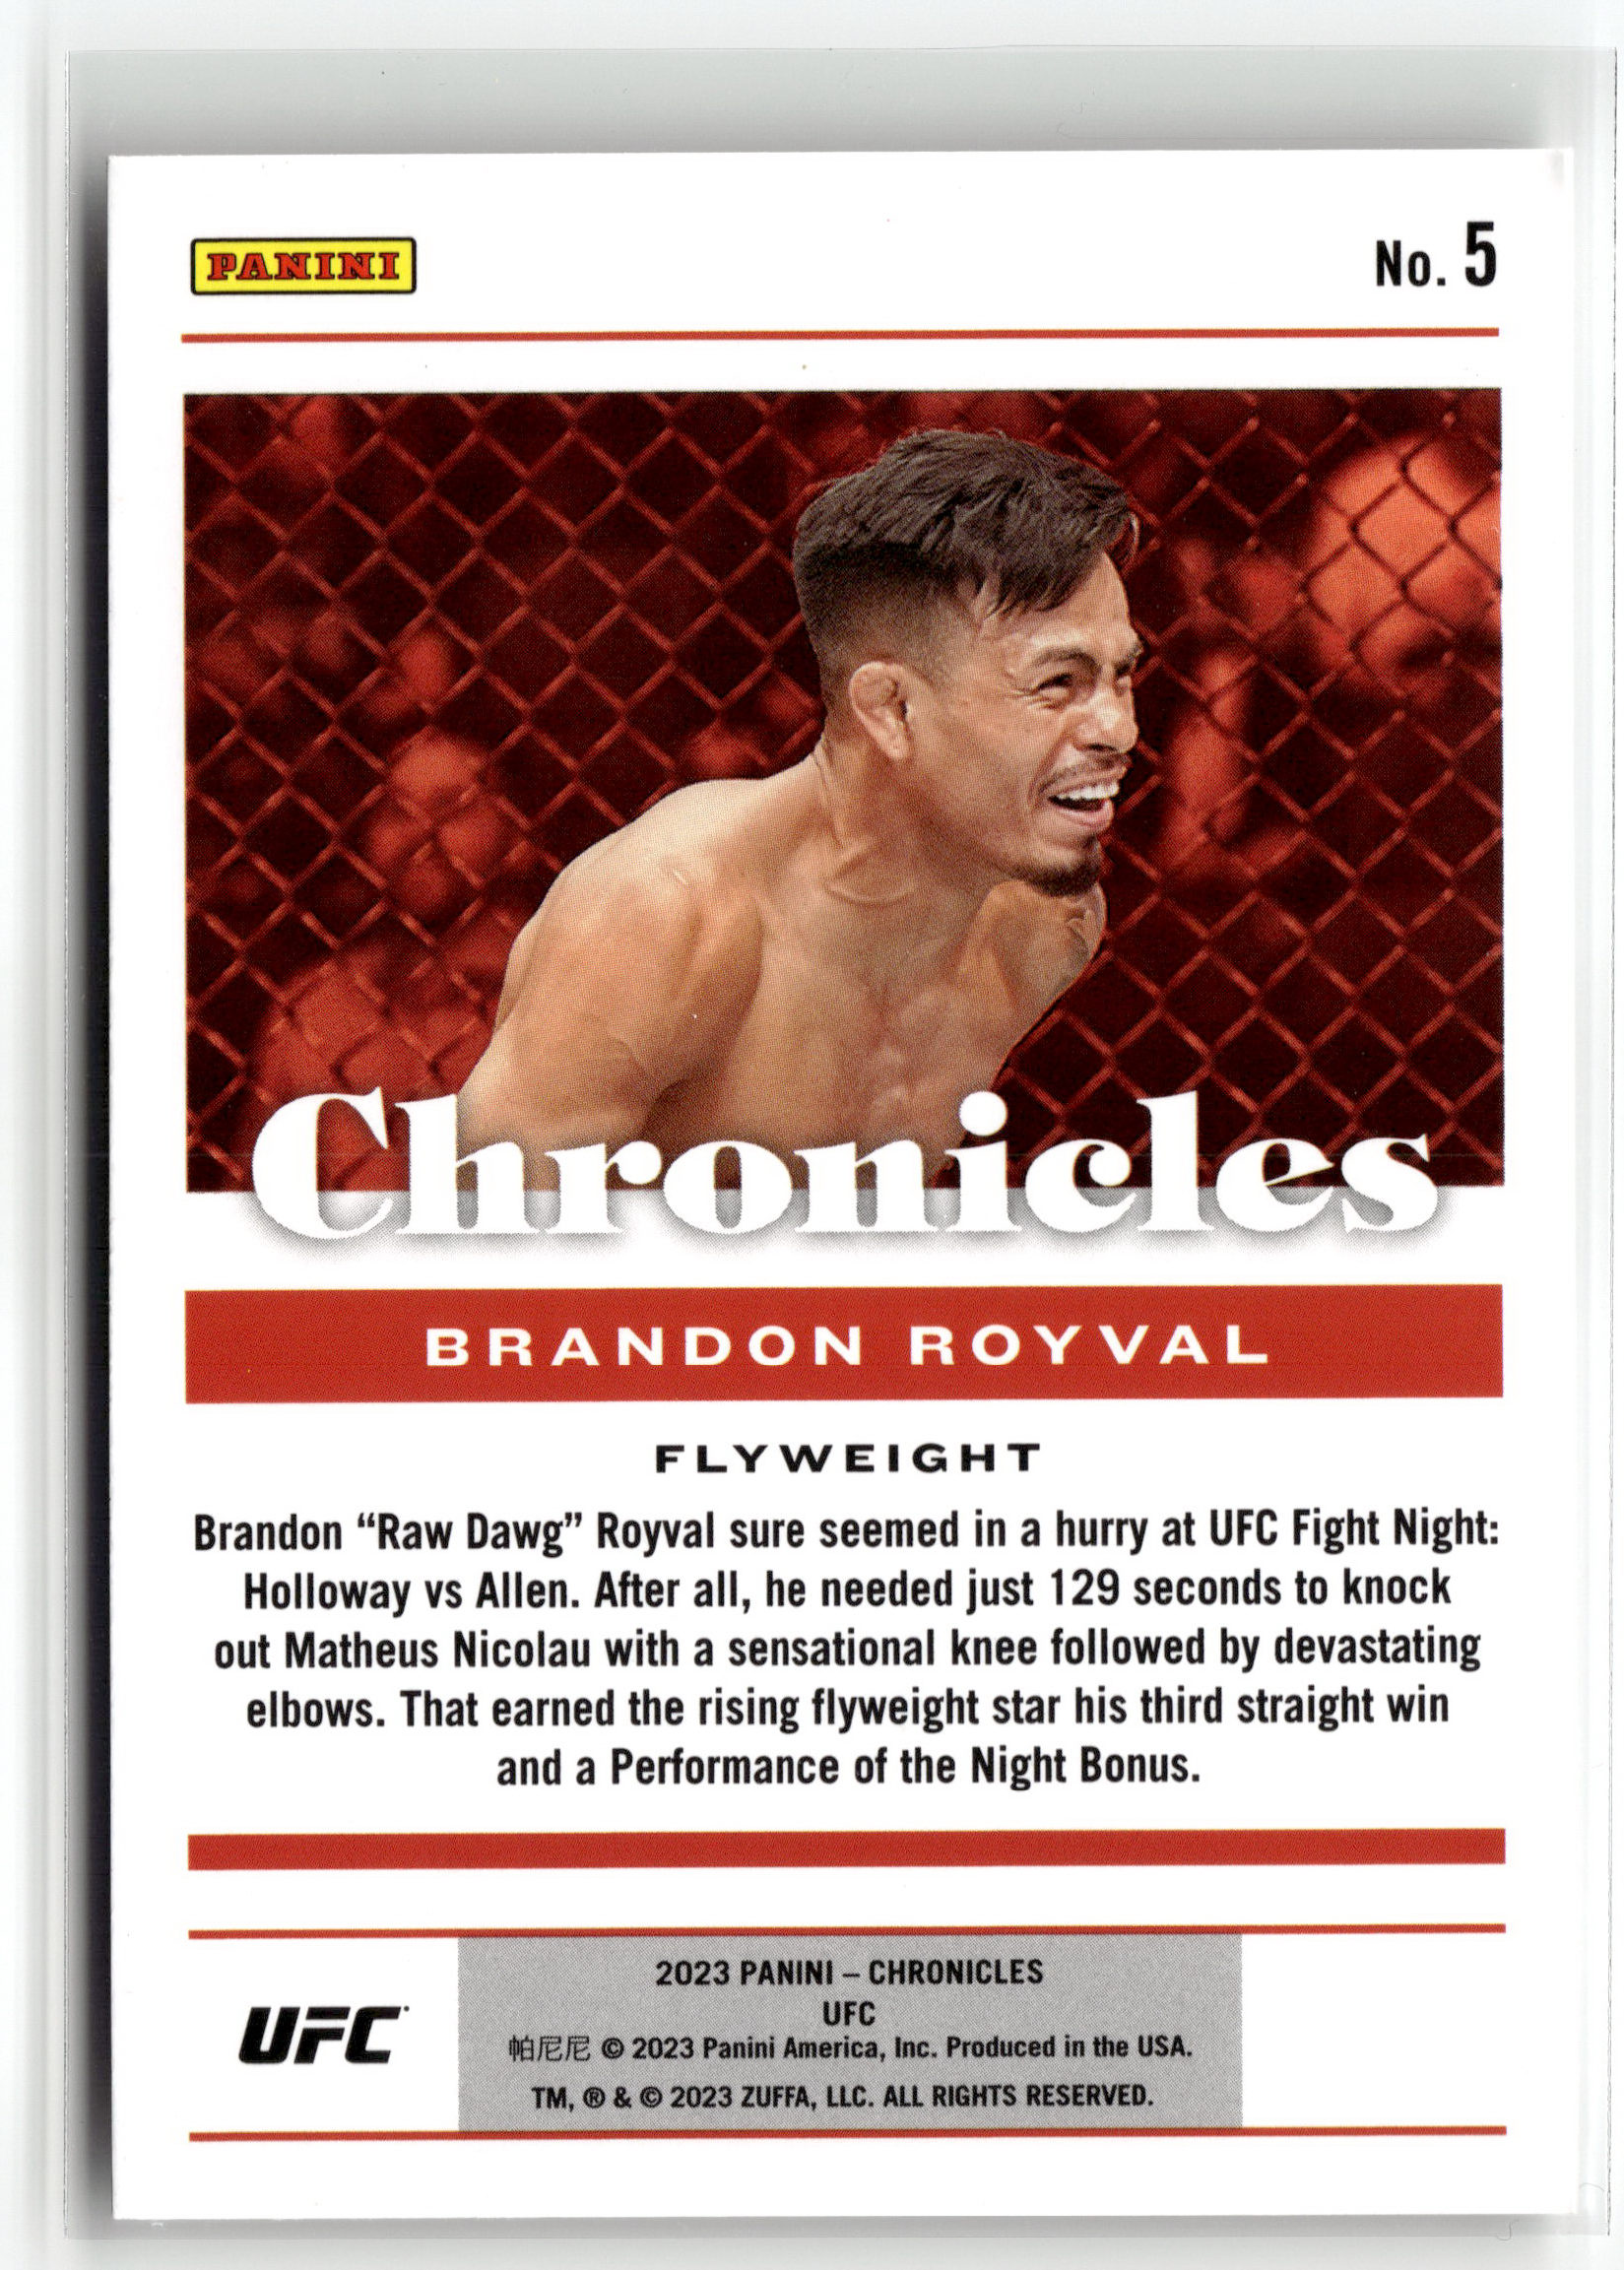 PANINI
No. 5
Chronicles
BRANDON ROYVAL
FLYWEIGHT
Brandon “Raw Dawg” Royval sure seemed in a hurry at UFC Fight Night:
Holloway vs Allen. After all, he needed just 129 seconds to knock
out Matheus Nicolau with a sensational knee followed by devastating
elbows. That earned the rising flyweight star his third straight win
and a Performance of the Night Bonus.
UFC
2023 PANINI – CHRONICLES
UFC
帕尼尼 © 2023 Panini America, Inc. Produced in the USA.
TM, ® & © 2023 ZUFFA, LLC. ALL RIGHTS RESERVED.